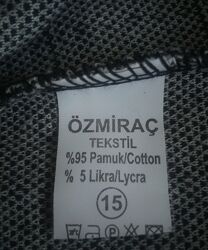 ÖZMİRAÇ
TEKSTİL
%95 Pamuk/Cotton
% 5 Likra/Lycra
15